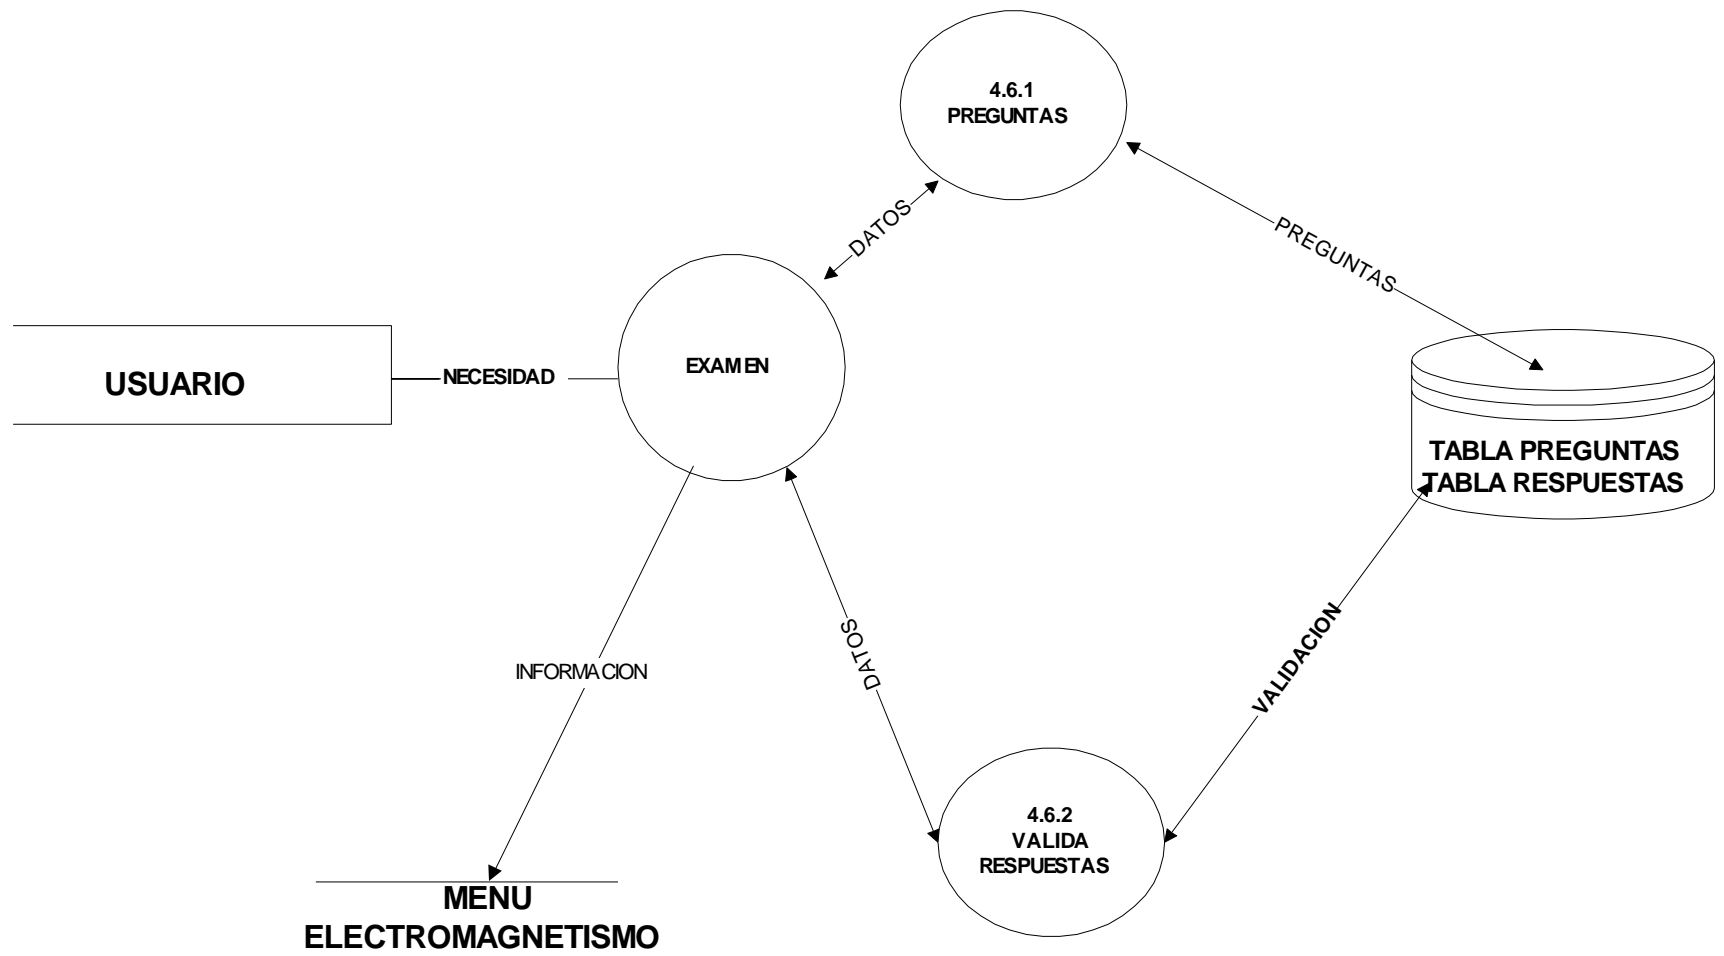 4.6.1
PREGUNTAS
DATOS
PREGUNTAS
USUARIO
NECESIDAD
EXAMEN
TABLA PREGUNTAS
TABLA RESPUESTAS
INFORMACION
DATOS
VALIDACION
4.6.2
VALIDA
RESPUESTAS
MENU
ELECTROMAGNETISMO